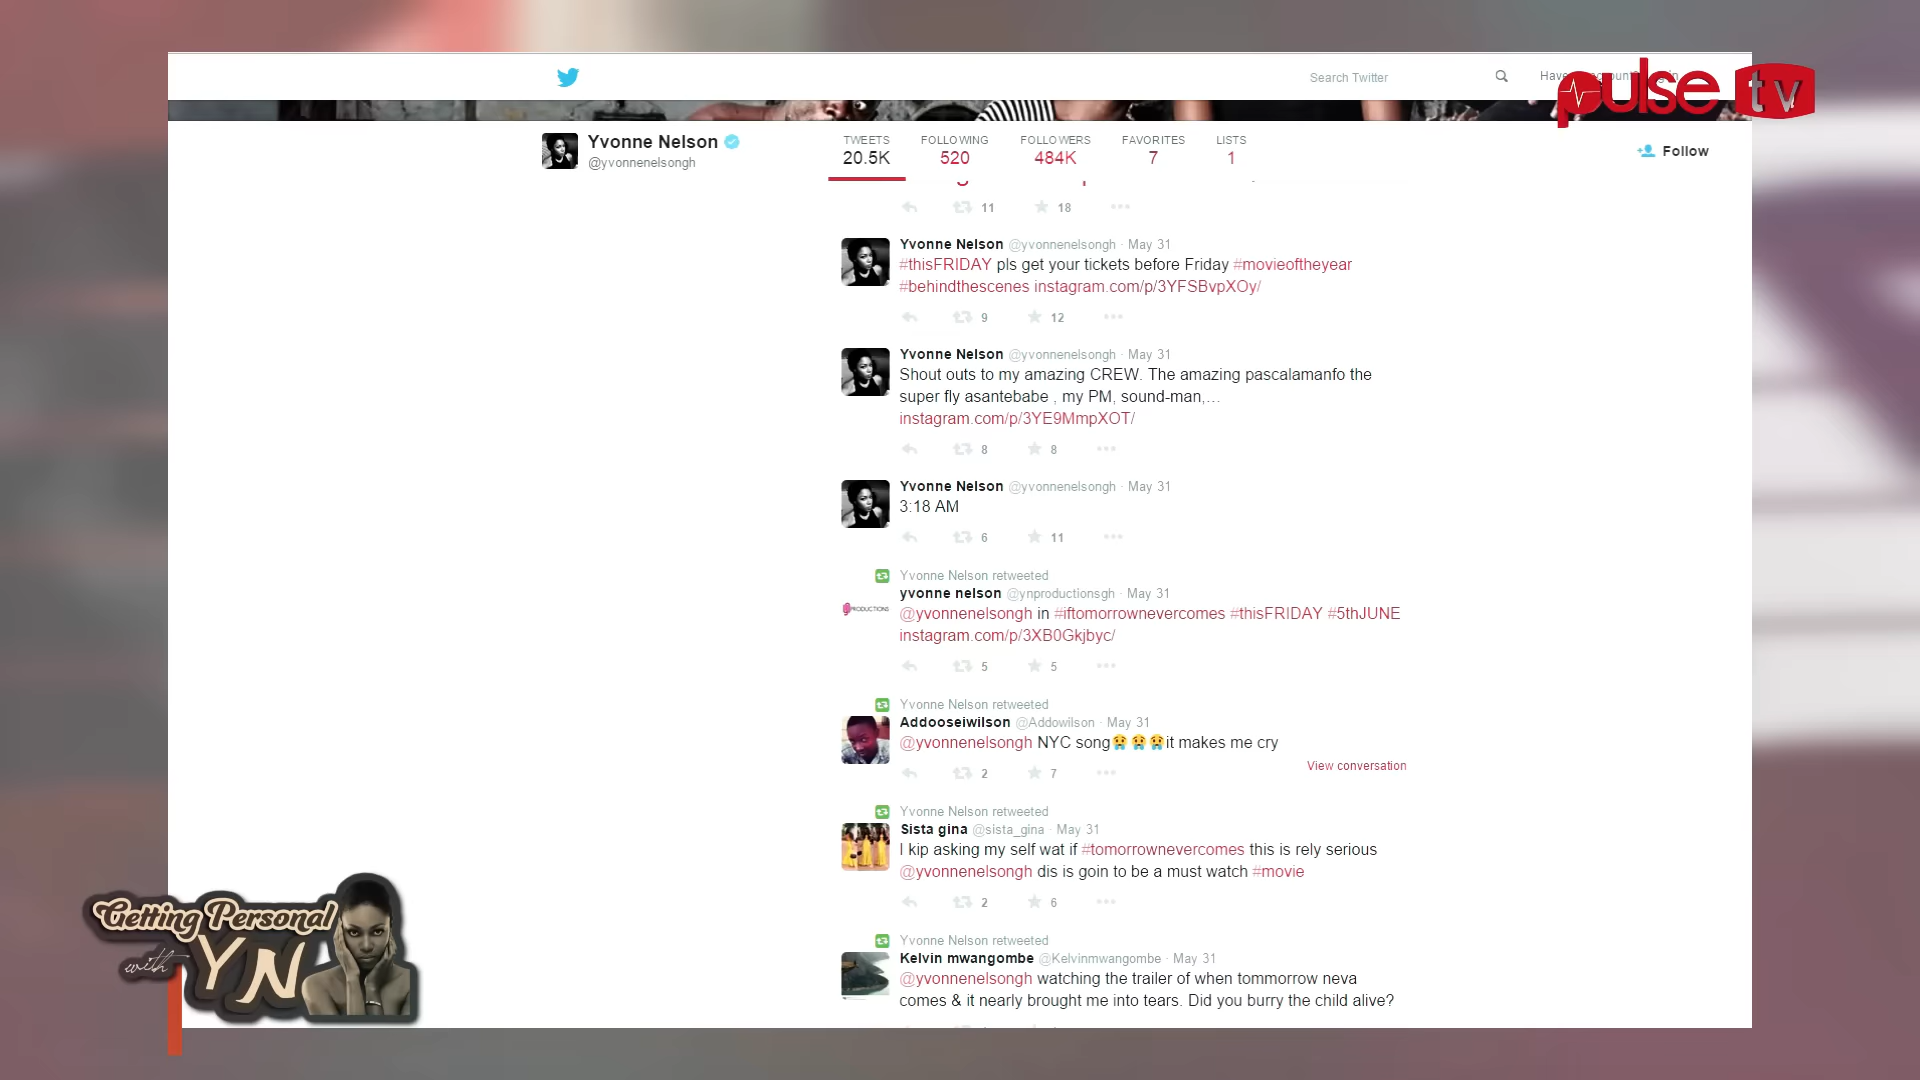 Search Twitter
Have
pulse tv
Yvonne Nelson
@yvonnenelsongh
TWEETS
20.5K
FOLLOWING
520
FOLLOWERS
484K
FAVORITES
7
LISTS
1
Follow
11
18
Yvonne Nelson @yvonnenelsongh · May 31
#thisFRIDAY pls get your tickets before Friday #movieoftheyear
#behindthescenes instagram.com/p/3YFSBvpXOy/
9
12
Yvonne Nelson @yvonnenelsongh · May 31
Shout outs to my amazing CREW. The amazing pascalamanfo the
super fly asantebabe , my PM, sound-man,...
instagram.com/p/3YE9MmpXOT/
8
8
Yvonne Nelson @yvonnenelsongh · May 31
3:18 AM
6
11
Yvonne Nelson retweeted
yvonne nelson @ynproductionsgh · May 31
PRODUCTIONS
@yvonnenelsongh in #iftomorrownevercomes #thisFRIDAY #5thJUNE
instagram.com/p/3XB0Gkjbyc/
5
5
Yvonne Nelson retweeted
Addooseiwilson @Addowilson · May 31
@yvonnenelsongh NYC song😭😭😭it makes me cry
2
7
View conversation
Yvonne Nelson retweeted
Sista gina @sista_gina · May 31
I kip asking my self wat if #tomorrownevercomes this is rely serious
@yvonnenelsongh dis is goin to be a must watch #movie
2
6
Yvonne Nelson retweeted
Kelvin mwangombe @Kelvinmwangombe · May 31
@yvonnenelsongh watching the trailer of when tommorrow neva
comes & it nearly brought me into tears. Did you burry the child alive?
Getting Personal
with YN